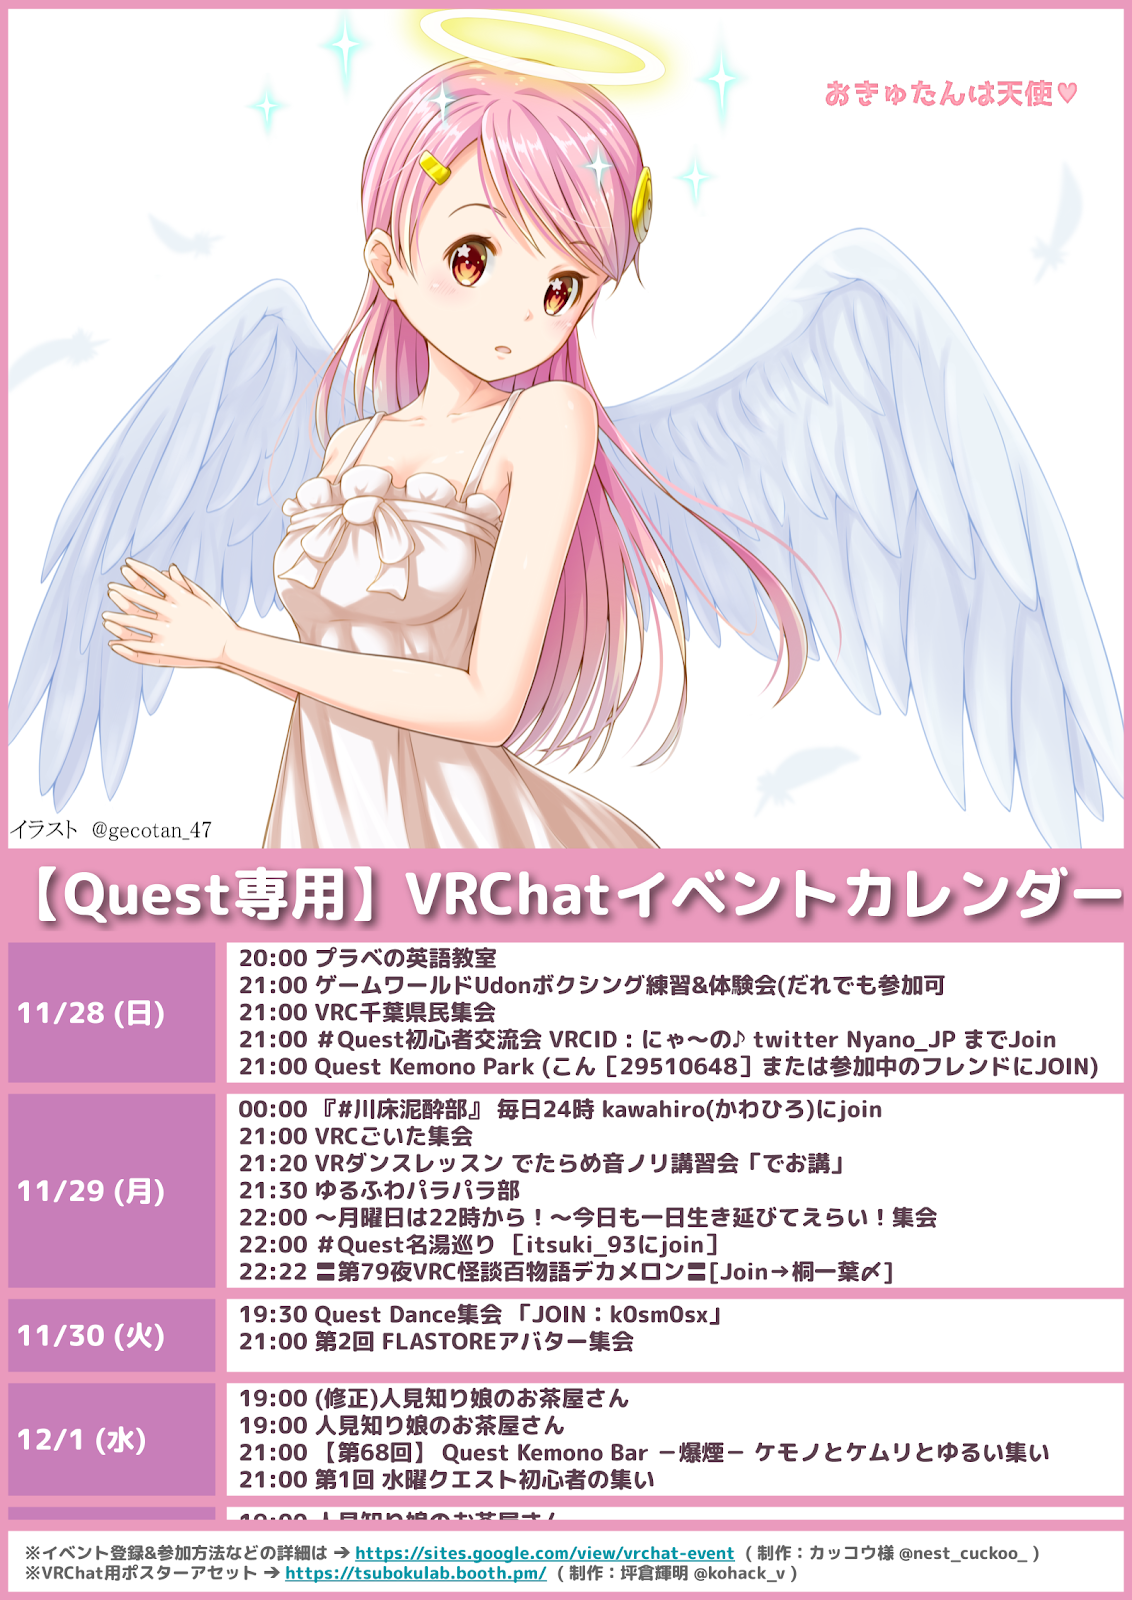 おきゅたんは天使♥
イラスト @gecotan_47
【Quest専用】VRChatイベントカレンダー
11/28 (日)
20:00 プラベの英語教室
21:00 ゲームワールドUdonボクシング練習&体験会(だれでも参加可
21:00 VRC千葉県民集会
21:00 #Quest初心者交流会 VRCID：にゃ～の♪ twitter Nyano_JP までJoin
21:00 Quest Kemono Park (こん［29510648］または参加中のフレンドにJOIN)
11/29 (月)
00:00 『#川床泥酔部』 毎日24時 kawahiro(かわひろ)にjoin
21:00 VRCごいた集会
21:20 VRダンスレッスン でたらめ音ノリ講習会「でお講」
21:30 ゆるふわパラパラ部
22:00 ～月曜日は22時から！～今日も一日生き延びてえらい！集会
22:00 #Quest名湯巡り ［itsuki_93にjoin］
22:22 〓第79夜VRC怪談百物語デカメロン〓[Join→桐一葉〆]
11/30 (火)
19:30 Quest Dance集会 「JOIN：k0sm0sx」
21:00 第2回 FLASTOREアバター集会
12/1 (水)
19:00 (修正)人見知り娘のお茶屋さん
19:00 人見知り娘のお茶屋さん
21:00 【第68回】 Quest Kemono Bar －爆煙－ ケモノとケムリとゆるい集い
21:00 第1回 水曜クエスト初心者の集い
19:00 人見知り娘のお茶屋さん
※イベント登録&参加方法などの詳細は ➔ https://sites.google.com/view/vrchat-event ( 制作：カッコウ様 @nest_cuckoo_ )
※VRChat用ポスターアセット ➔ https://tsubokulab.booth.pm/ ( 制作：坪倉輝明 @kohack_v )